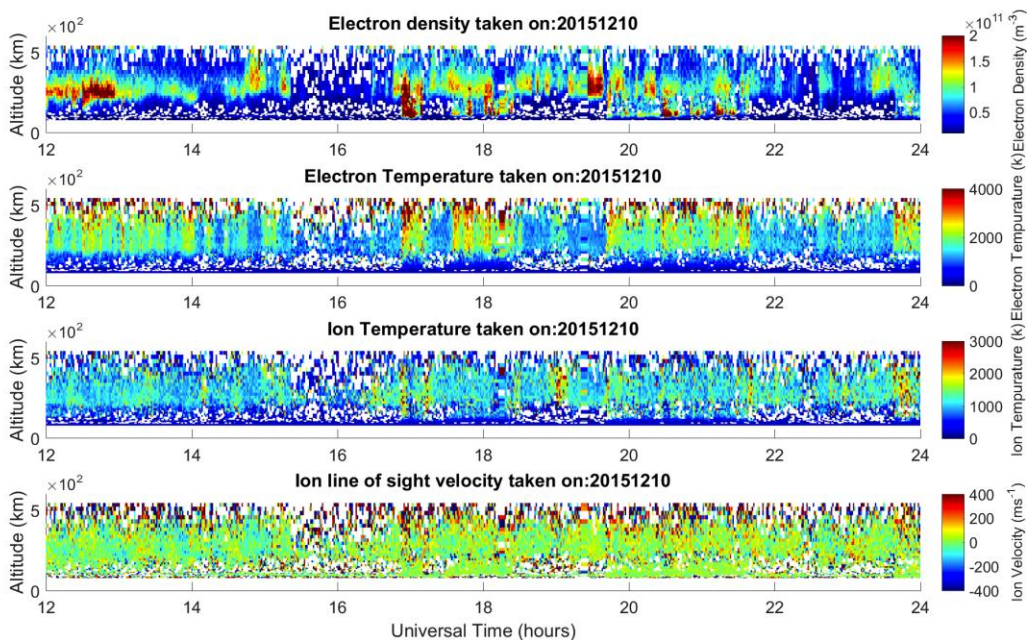 Electron density taken on:20151210
×10²
5
0
Altitude (km)
12 14 16 18 20 22 24
×10¹¹
2
1.5
1
0.5
Electron Density (m⁻³)
Electron Temperature taken on:20151210
×10²
5
0
Altitude (km)
12 14 16 18 20 22 24
4000
2000
0
Electron Tempurature (k)
Ion Temperature taken on:20151210
×10²
5
0
Altitude (km)
12 14 16 18 20 22 24
3000
2000
1000
0
Ion Tempurature (k)
Ion line of sight velocity taken on:20151210
×10²
5
0
Altitude (km)
12 14 16 18 20 22 24
400
200
0
-200
-400
Ion Velocity (ms⁻¹)
Universal Time (hours)